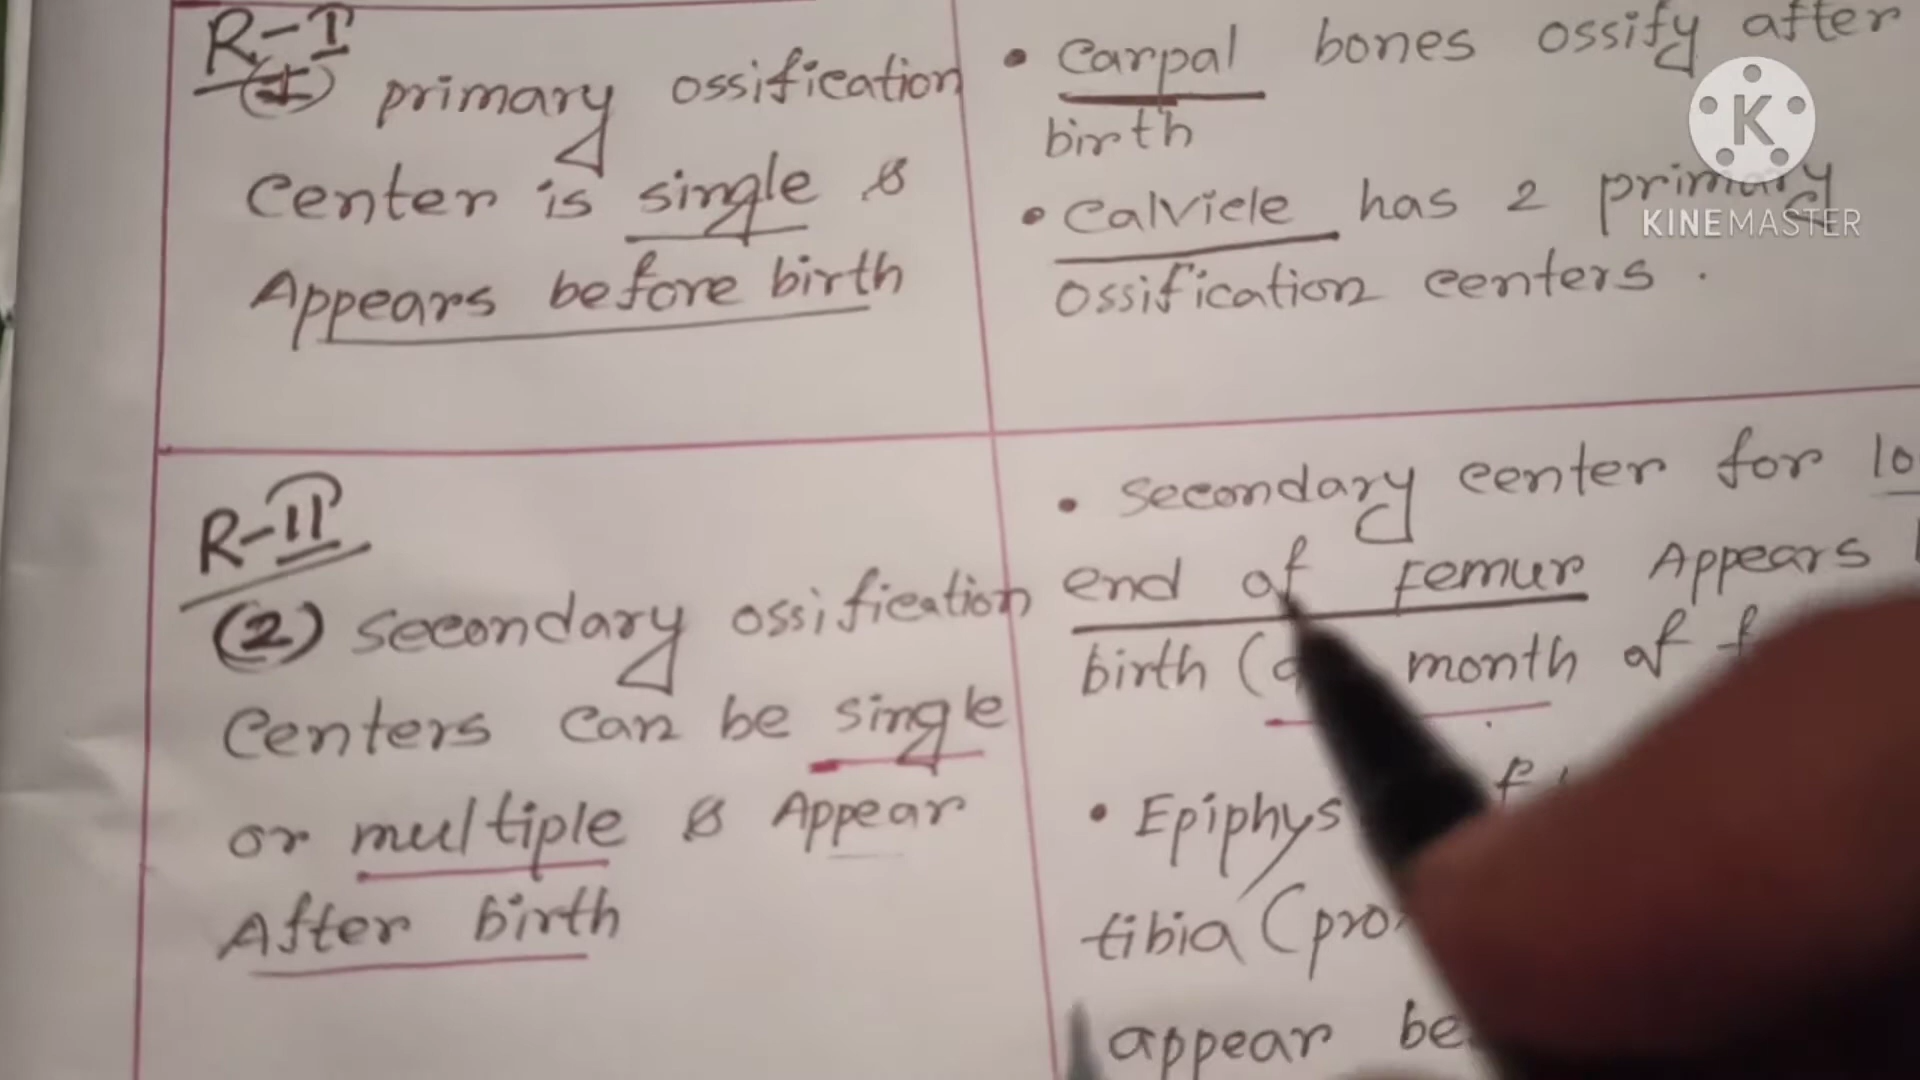 R-I
(1) primary ossification
center is single &
Appears before birth
• carpal bones ossify after
birth
• calvicle has 2 primary
ossification centers .
R-II
(2) secondary ossification
centers can be single
or multiple & Appear
After birth
• secondary center for
end of femur Appears
birth ( month of
• Epiphys
tibia
appear
K
KINEMASTER